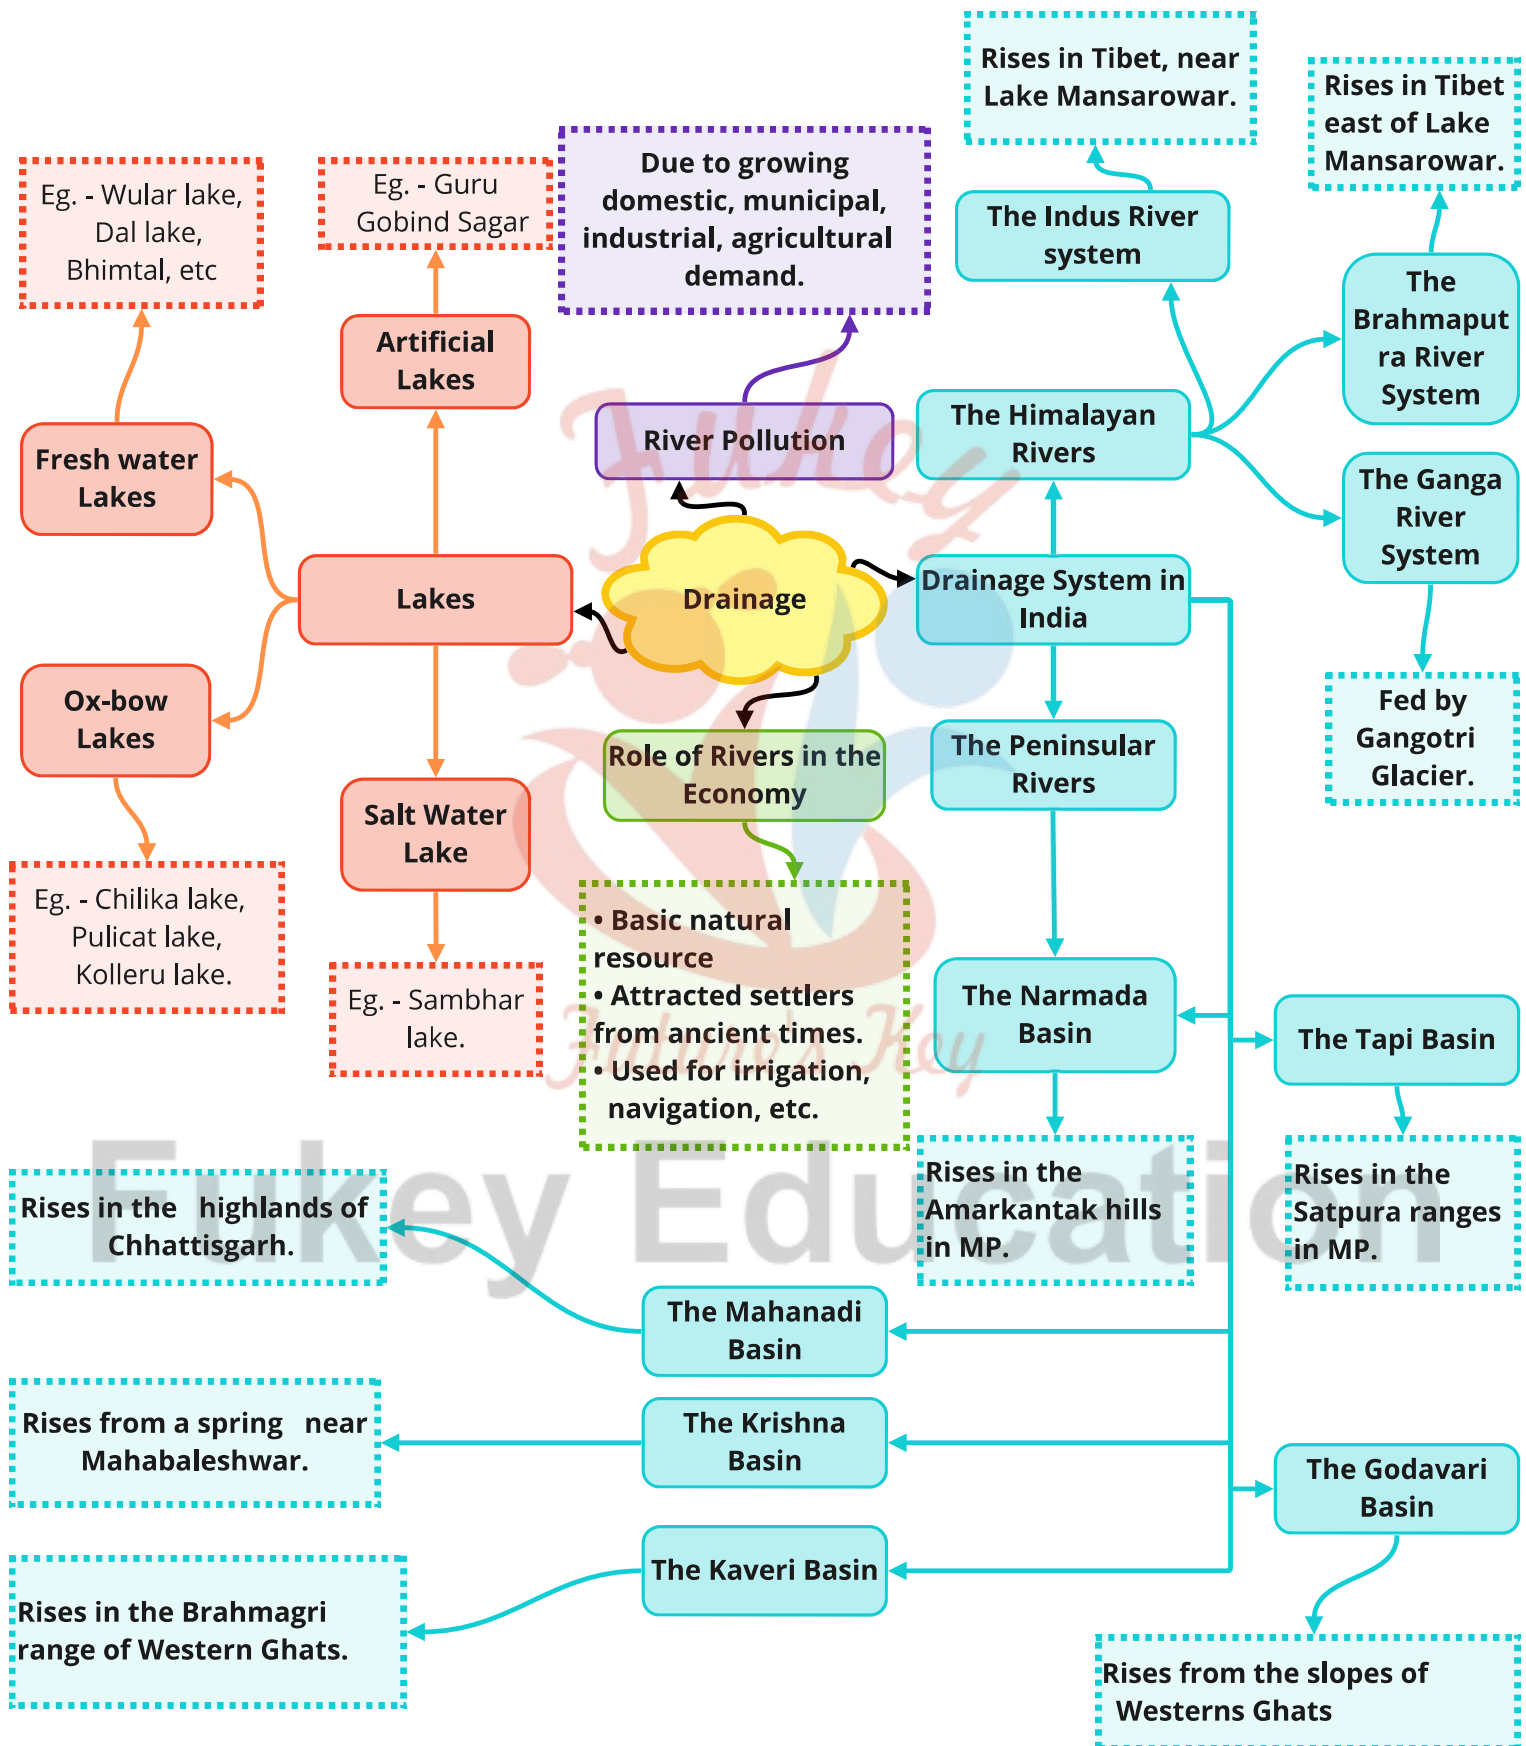 Rises in Tibet, near
Lake Mansarowar.
Rises in Tibet
east of Lake
Mansarowar.
Due to growing
domestic, municipal,
industrial, agricultural
demand.
Eg. - Wular lake,
Dal lake,
Bhimtal, etc
Eg. - Guru
Gobind Sagar
The Indus River
system
The
Brahmaput
ra River
System
Artificial
Lakes
River Pollution
The Himalayan
Rivers
Fresh water
Lakes
The Ganga
River
System
Lakes
Drainage
Drainage System in
India
Ox-bow
Lakes
Role of Rivers in the
Economy
The Peninsular
Rivers
Fed by
Gangotri
Glacier.
Salt Water
Lake
Eg. - Chilika lake,
Pulicat lake,
Kolleru lake.
Eg. - Sambhar
lake.
• Basic natural
resource
• Attracted settlers
from ancient times.
• Used for irrigation,
navigation, etc.
The Narmada
Basin
The Tapi Basin
Rises in the
Amarkantak hills
in MP.
Rises in the
Satpura ranges
in MP.
Rises in the highlands of
Chhattisgarh.
The Mahanadi
Basin
Rises from a spring near
Mahabaleshwar.
The Krishna
Basin
The Godavari
Basin
The Kaveri Basin
Rises in the Brahmagri
range of Western Ghats.
Rises from the slopes of
Westerns Ghats
Fukey
Future's Key
Fukey Education